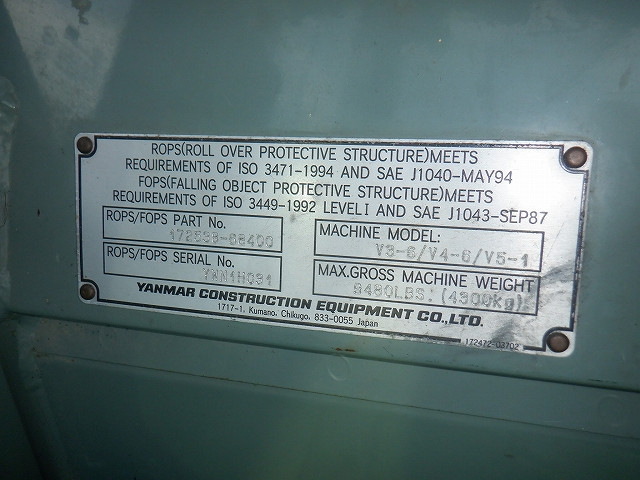 ROPS(ROLL OVER PROTECTIVE STRUCTURE)MEETS
REQUIREMENTS OF ISO 3471-1994 AND SAE J1040-MAY94
FOPS(FALLING OBJECT PROTECTIVE STRUCTURE)MEETS
REQUIREMENTS OF ISO 3449-1992 LEVELI AND SAE J1043-SEP87
ROPS/FOPS PART No.
ROPS/FOPS SERIAL No.
MACHINE MODEL:
V3-6/V4-6/V5-1
MAX.GROSS MACHINE WEIGHT
(4300kg)
YANMAR CONSTRUCTION EQUIPMENT CO.,LTD.
1717-1, Kumano, Chikugo, 833-0055 Japan
172472-03702